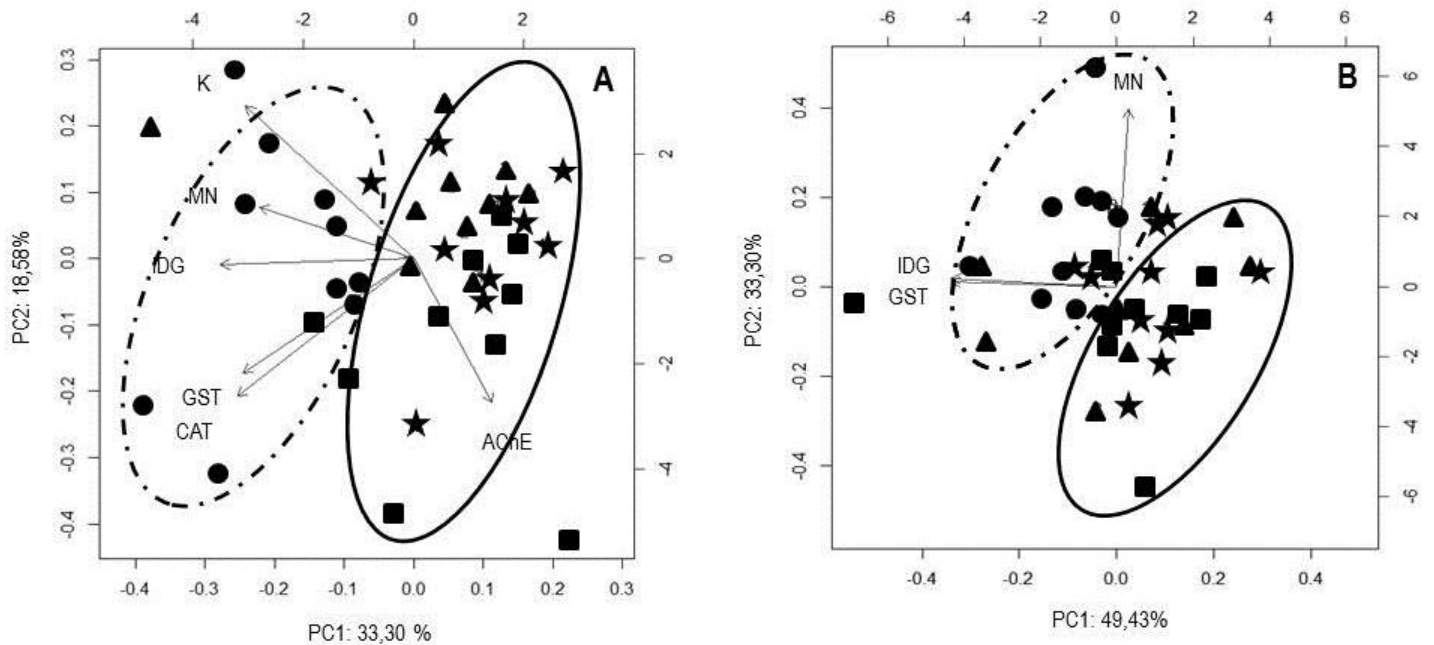 -4 -2 0 2
A
K
MN
IDG
GST
CAT
AChE
0.3
0.2
0.1
0.0
-0.1
-0.2
-0.3
-0.4
2
0
-2
-4
PC2: 18,58%
-0.4 -0.3 -0.2 -0.1 0.0 0.1 0.2 0.3
PC1: 33,30 %
-6 -4 -2 0 2 4 6
B
MN
IDG
GST
0.4
0.2
0.0
-0.2
-0.4
6
4
2
0
-2
-4
-6
PC2: 33,30%
-0.4 -0.2 0.0 0.2 0.4
PC1: 49,43%